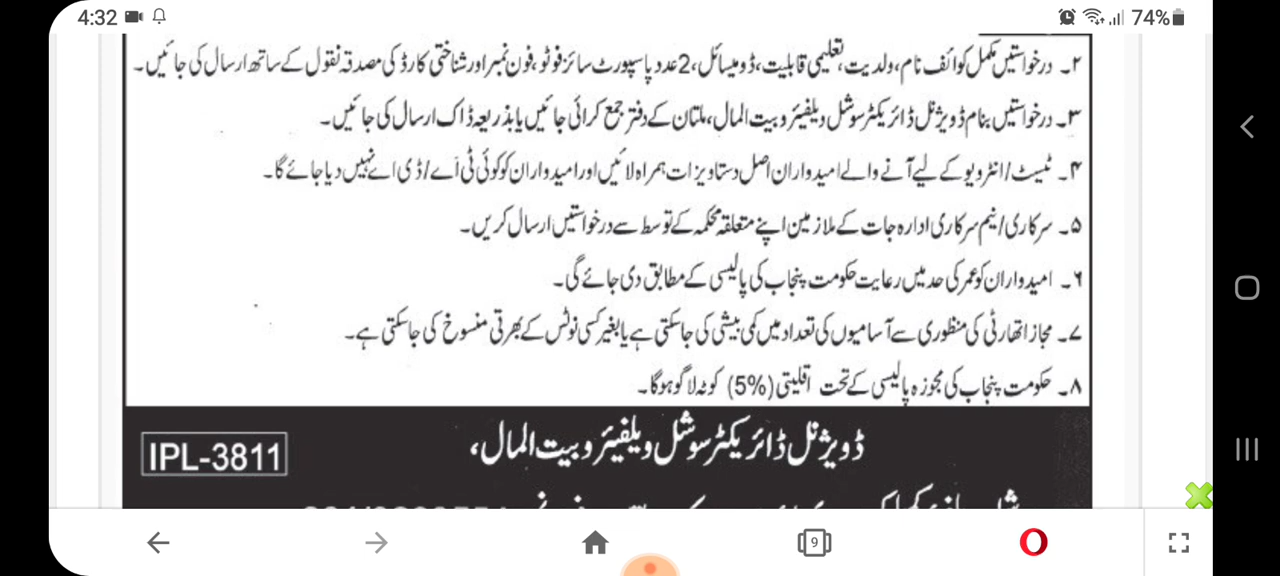 4:32
74%
۲۔ درخواستیں مکمل کوائف نام، ولدیت، تعلیمی قابلیت، ڈومیسائل، 2 عدد پاسپورٹ سائز فوٹو، فون نمبر اور شناختی کارڈ کی مصدقہ نقول کے ساتھ ارسال کی جائیں۔
۳۔ درخواستیں بنام ڈویژنل ڈائریکٹر سوشل ویلفیئر و بیت المال، ملتان کے دفتر جمع کرائی جائیں یا بذریعہ ڈاک ارسال کی جائیں۔
۴۔ ٹیسٹ/انٹرویو کے لیے آنے والے امیدواران اصل دستاویزات ہمراہ لائیں اور امیدواران کو کوئی ٹی اے/ڈی اے نہیں دیا جائے گا۔
۵۔ سرکاری/نیم سرکاری ادارہ جات کے ملازمین اپنے متعلقہ محکمہ کے توسط سے درخواستیں ارسال کریں۔
۶۔ امیدواران کو عمر کی حد میں رعایت حکومت پنجاب کی پالیسی کے مطابق دی جائے گی۔
۷۔ مجاز اتھارٹی کی منظوری سے آسامیوں کی تعداد میں کمی بیشی کی جاسکتی ہے یا بغیر کسی نوٹس کے بھرتی منسوخ کی جاسکتی ہے۔
۸۔ حکومت پنجاب کی مجوزہ پالیسی کے تحت اقلیتی (5%) کوٹہ لاگو ہوگا۔
ڈویژنل ڈائریکٹر سوشل ویلفیئر و بیت المال،
IPL-3811
9